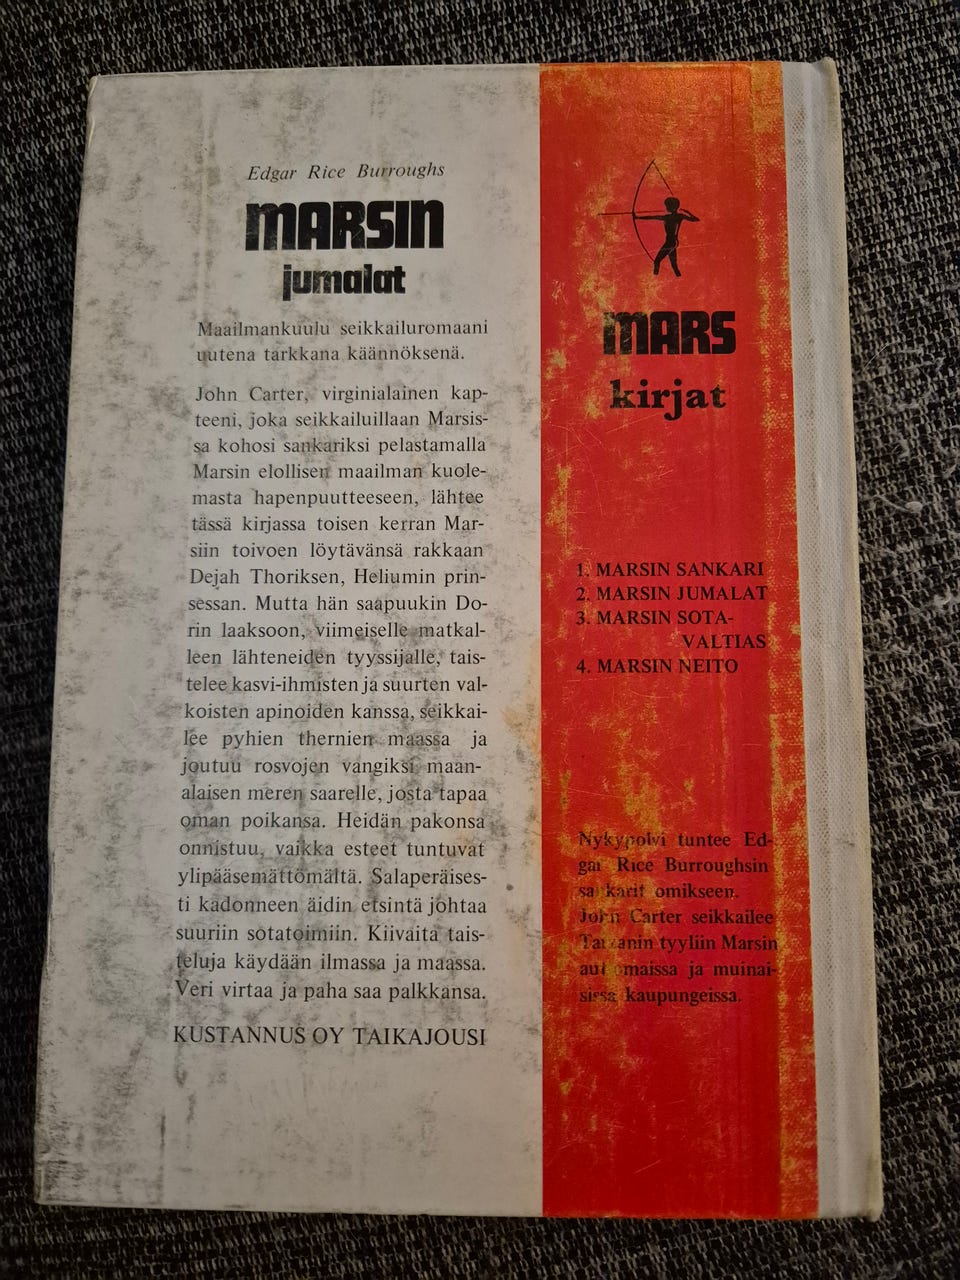 Edgar Rice Burroughs
MARSIN
jumalat
Maailmankuulu seikkailuromaani
uutena tarkkana käännöksenä.
John Carter, virginialainen kap-
teeni, joka seikkailuillaan Marsis-
sa kohosi sankariksi pelastamalla
Marsin elollisen maailman kuole-
masta hapenpuutteeseen, lähtee
tässä kirjassa toisen kerran Mar-
siin toivoen löytävänsä rakkaan
Dejah Thoriksen, Heliumin prin-
sessan. Mutta hän saapuukin Do-
rin laaksoon, viimeiselle matkal-
leen lähteneiden tyyssijalle, tais-
telee kasvi-ihmisten ja suurten val-
koisten apinoiden kanssa, seikkai-
lee pyhien thernien maassa ja
joutuu rosvojen vangiksi maan-
alaisen meren saarelle, josta tapaa
oman poikansa. Heidän pakonsa
onnistuu, vaikka esteet tuntuvat
ylipääsemättömältä. Salaperäises-
ti kadonneen äidin etsintä johtaa
suuriin sotatoimiin. Kiivaita tais-
teluja käydään ilmassa ja maassa.
Veri virtaa ja paha saa palkkansa.
KUSTANNUS OY TAIKAJOUSI
MARS
kirjat
1. MARSIN SANKARI
2. MARSIN JUMALAT
3. MARSIN SOTA-
VALTIAS
4. MARSIN NEITO
Nykypolvi tuntee Ed-
gar Rice Burroughsin
sankarit omikseen.
John Carter seikkailee
Tarzanin tyyliin Marsin
autiomaissa ja muinai-
sissa kaupungeissa.